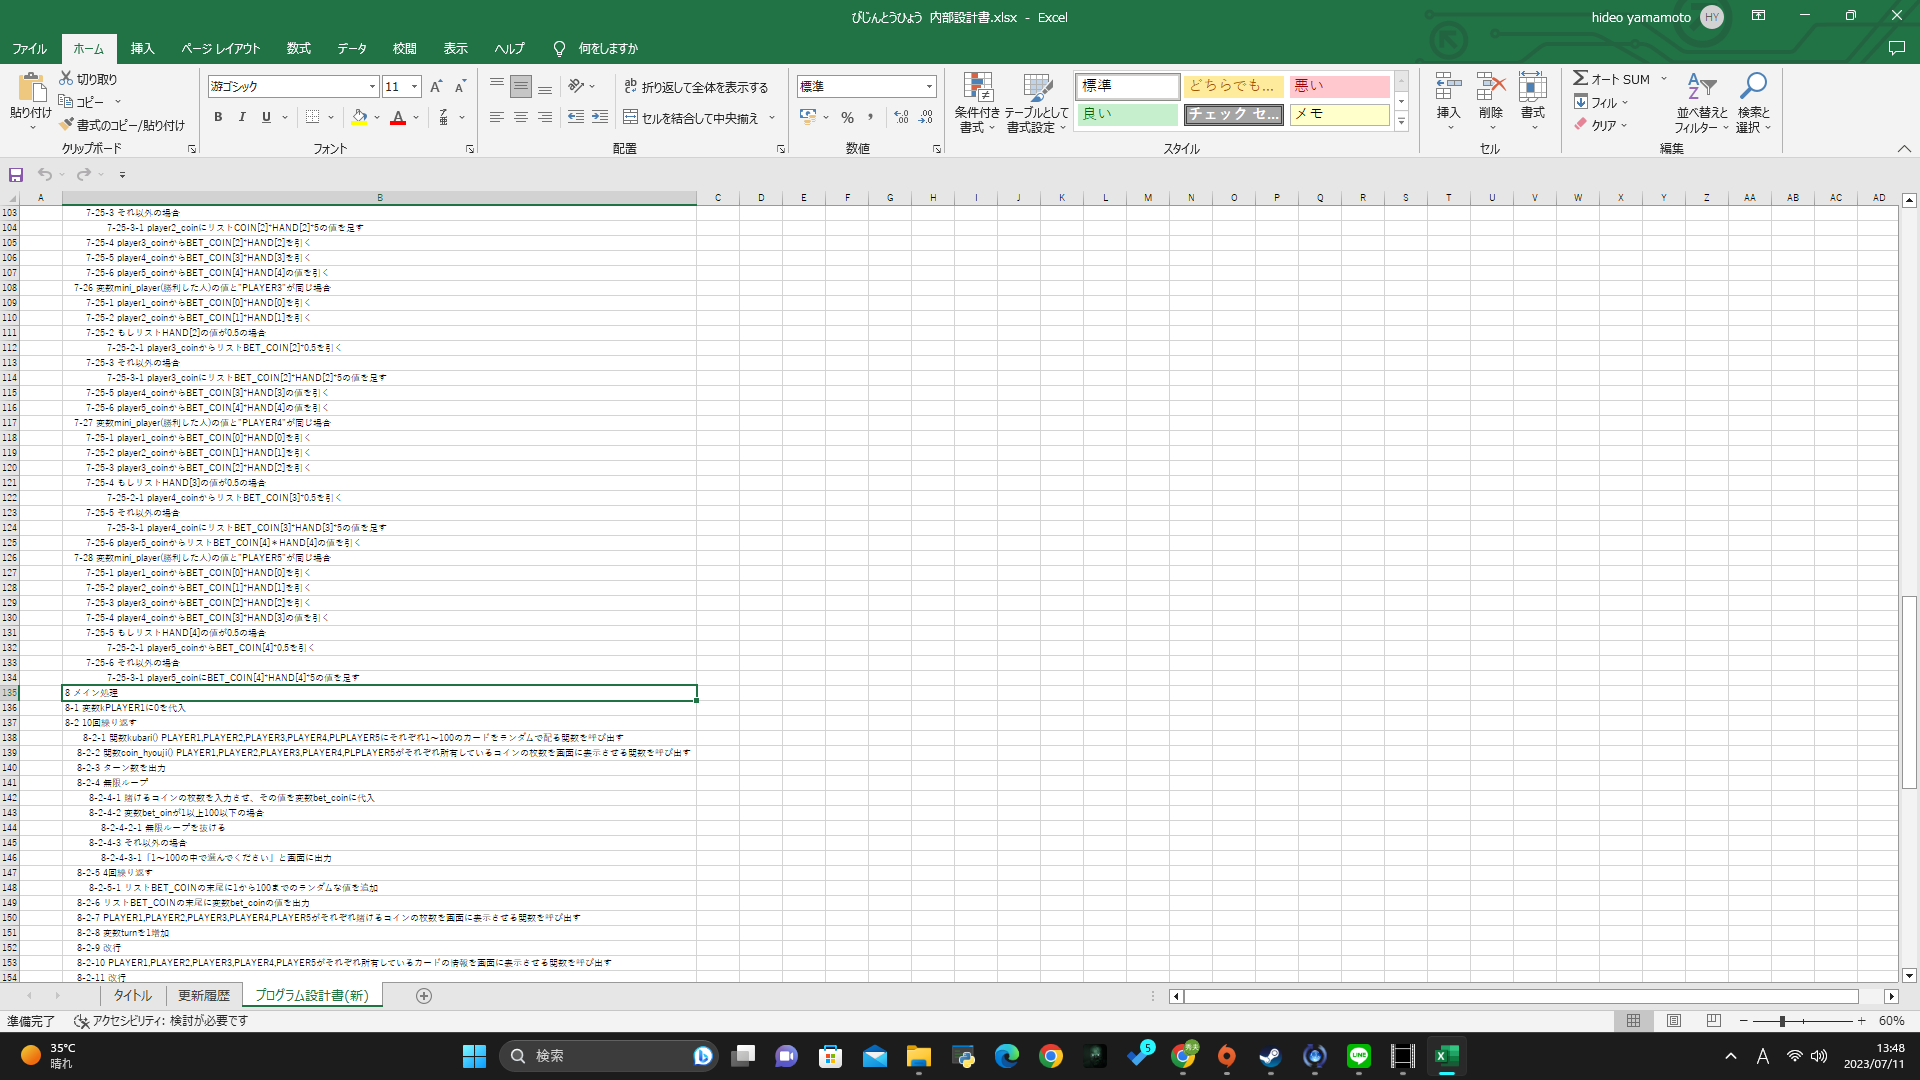 びじんとうひょう 内部設計書.xlsx - Excel
hideo yamamoto HY
ファイル ホーム 挿入 ページ レイアウト 数式 データ 校閲 表示 ヘルプ 何をしますか
貼り付け
切り取り
コピー
書式のコピー/貼り付け
クリップボード
游ゴシック 11
B I U
フォント
折り返して全体を表示する
セルを結合して中央揃え
配置
標準
数値
条件付き書式
テーブルとして書式設定
標準 どちらでも... 悪い
良い チェック セ... メモ
スタイル
挿入 削除 書式
セル
オート SUM
フィル
クリア
並べ替えとフィルター
検索と選択
編集
A B C D E F G H I J K L M N O P Q R S T U V W X Y Z AA AB AC AD
103 7-25-3 それ以外の場合
104 7-25-3-1 player2_coinにリストCOIN[2]*HAND[2]*5の値を足す
105 7-25-4 player3_coinからBET_COIN[2]*HAND[2]を引く
106 7-25-5 player4_coinからBET_COIN[3]*HAND[3]を引く
107 7-25-6 player5_coinからBET_COIN[4]*HAND[4]の値を引く
108 7-26 変数mini_player(勝利した人)の値と"PLAYER3"が同じ場合
109 7-25-1 player1_coinからBET_COIN[0]*HAND[0]を引く
110 7-25-2 player2_coinからBET_COIN[1]*HAND[1]を引く
111 7-25-2 もしリストHAND[2]の値が0.5の場合
112 7-25-2-1 player3_coinからリストBET_COIN[2]*0.5を引く
113 7-25-3 それ以外の場合
114 7-25-3-1 player3_coinにリストBET_COIN[2]*HAND[2]*5の値を足す
115 7-25-5 player4_coinからBET_COIN[3]*HAND[3]の値を引く
116 7-25-6 player5_coinからBET_COIN[4]*HAND[4]の値を引く
117 7-27 変数mini_player(勝利した人)の値と"PLAYER4"が同じ場合
118 7-25-1 player1_coinからBET_COIN[0]*HAND[0]を引く
119 7-25-2 player2_coinからBET_COIN[1]*HAND[1]を引く
120 7-25-3 player3_coinからBET_COIN[2]*HAND[2]を引く
121 7-25-4 もしリストHAND[3]の値が0.5の場合
122 7-25-2-1 player4_coinからリストBET_COIN[3]*0.5を引く
123 7-25-5 それ以外の場合
124 7-25-3-1 player4_coinにリストBET_COIN[3]*HAND[3]*5の値を足す
125 7-25-6 player5_coinからリストBET_COIN[4]＊HAND[4]の値を引く
126 7-28 変数mini_player(勝利した人)の値と"PLAYER5"が同じ場合
127 7-25-1 player1_coinからBET_COIN[0]*HAND[0]を引く
128 7-25-2 player2_coinからBET_COIN[1]*HAND[1]を引く
129 7-25-3 player3_coinからBET_COIN[2]*HAND[2]を引く
130 7-25-4 player4_coinからBET_COIN[3]*HAND[3]の値を引く
131 7-25-5 もしリストHAND[4]の値が0.5の場合
132 7-25-2-1 player5_coinからBET_COIN[4]*0.5を引く
133 7-25-6 それ以外の場合
134 7-25-3-1 player5_coinにBET_COIN[4]*HAND[4]*5の値を足す
135 8 メイン処理
136 8-1 変数kPLAYER1に0を代入
137 8-2 10回繰り返す
138 8-2-1 関数kubari() PLAYER1,PLAYER2,PLAYER3,PLAYER4,PLPLAYER5にそれぞれ1～100のカードをランダムで配る関数を呼び出す
139 8-2-2 関数coin_hyouji() PLAYER1,PLAYER2,PLAYER3,PLAYER4,PLPLAYER5がそれぞれ所有しているコインの枚数を画面に表示させる関数を呼び出す
140 8-2-3 ターン数を出力
141 8-2-4 無限ループ
142 8-2-4-1 賭けるコインの枚数を入力させ、その値を変数bet_coinに代入
143 8-2-4-2 変数bet_oinが1以上100以下の場合
144 8-2-4-2-1 無限ループを抜ける
145 8-2-4-3 それ以外の場合
146 8-2-4-3-1「1～100の中で選んでください」と画面に出力
147 8-2-5 4回繰り返す
148 8-2-5-1 リストBET_COINの末尾に1から100までのランダムな値を追加
149 8-2-6 リストBET_COINの末尾に変数bet_coinの値を出力
150 8-2-7 PLAYER1,PLAYER2,PLAYER3,PLAYER4,PLAYER5がそれぞれ賭けるコインの枚数を画面に表示させる関数を呼び出す
151 8-2-8 変数turnを1増加
152 8-2-9 改行
153 8-2-10 PLAYER1,PLAYER2,PLAYER3,PLAYER4,PLAYER5がそれぞれ所有しているカードの情報を画面に表示させる関数を呼び出す
154 8-2-11 改行
タイトル 更新履歴 プログラム設計書(新)
準備完了 アクセシビリティ: 検討が必要です 60%
35°C
晴れ
検索
5
LINE
A
13:48
2023/07/11